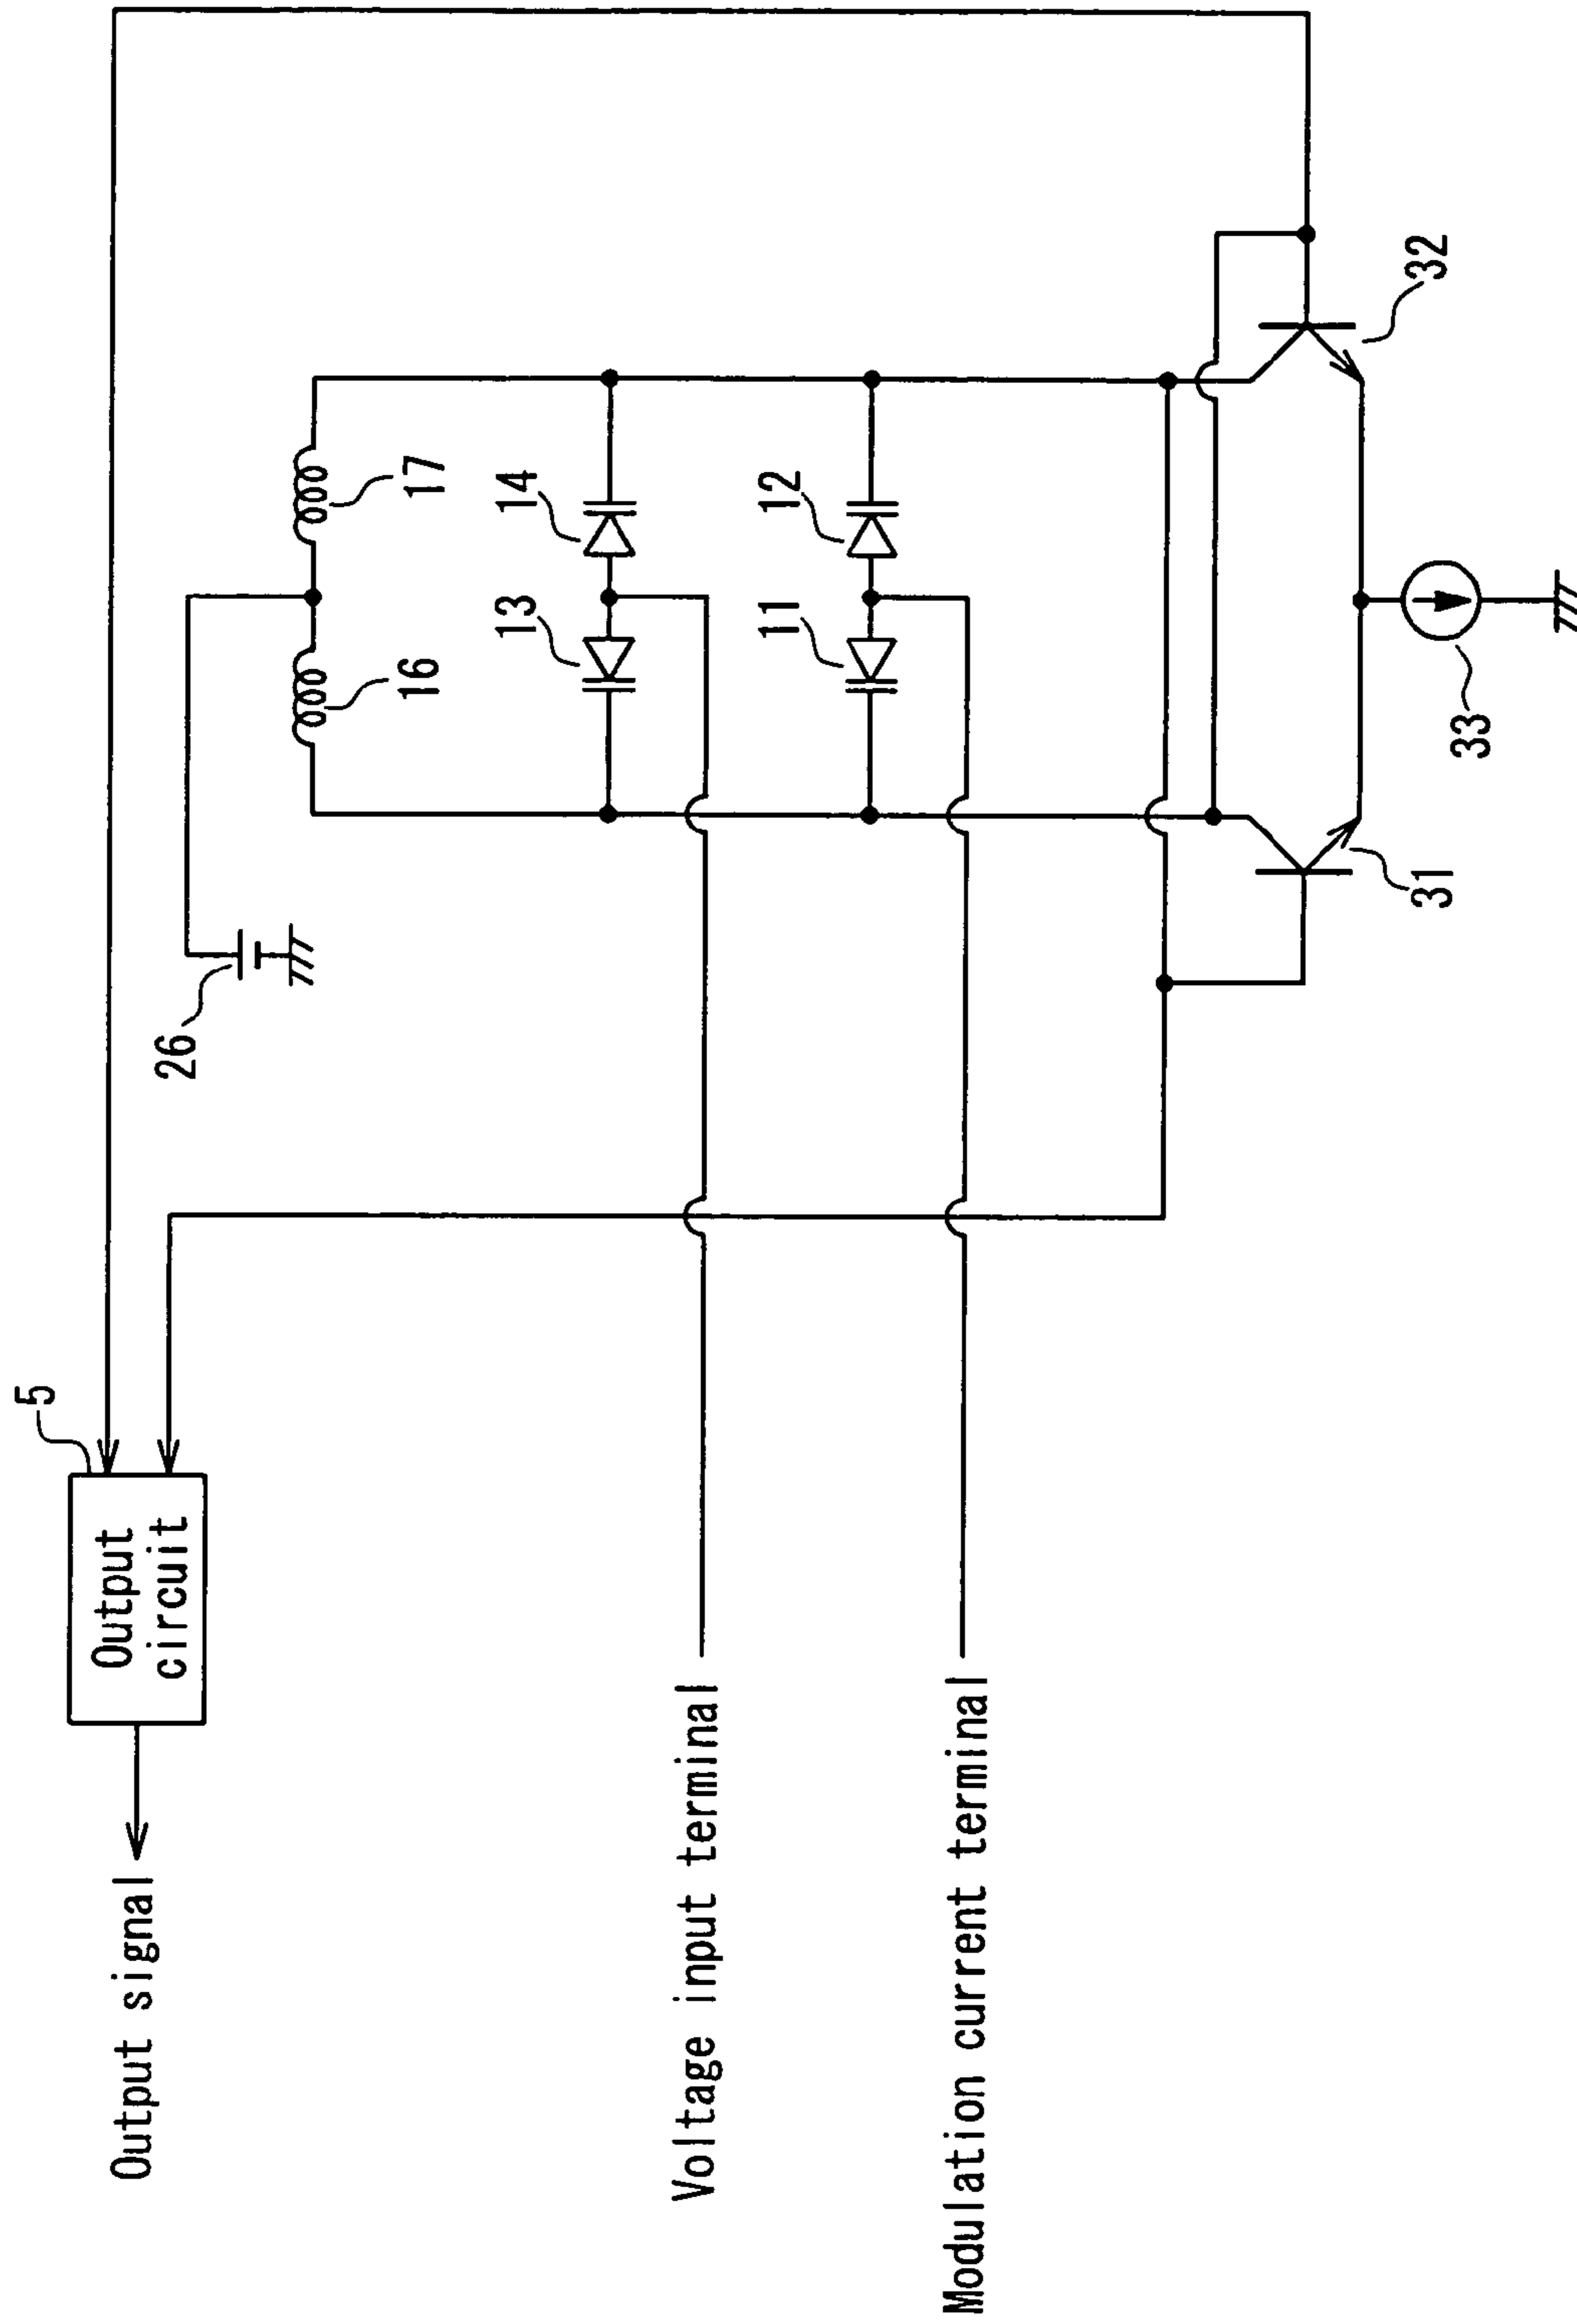 5
Output
circuit
Output signal
26
16
17
13
14
Voltage input terminal
11
12
Modulation current terminal
31
32
33